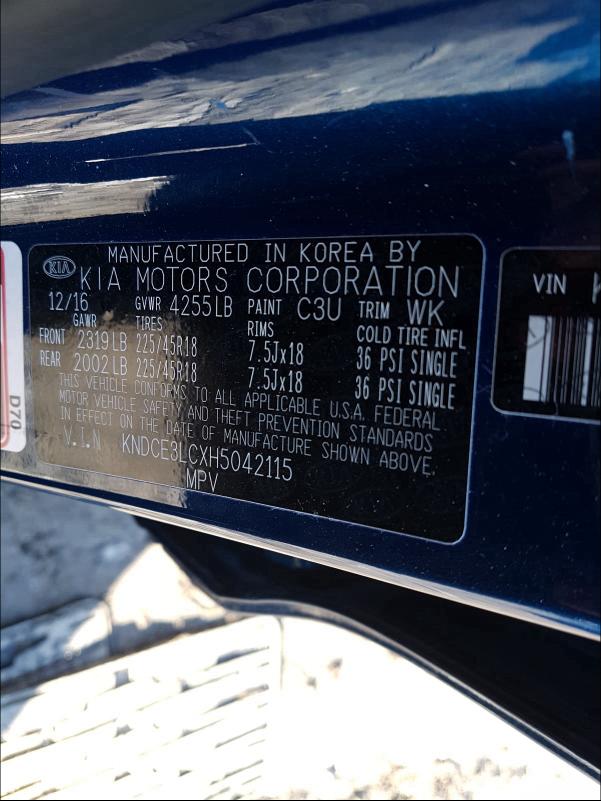 MANUFACTURED IN KOREA BY
KIA KIA MOTORS CORPORATION
12/16 GVWR 4255LB PAINT C3U TRIM WK
GAWR TIRES RIMS COLD TIRE INFL
FRONT 2319LB 225/45R18 7.5Jx18 36 PSI SINGLE
REAR 2002LB 225/45R18 7.5Jx18 36 PSI SINGLE
THIS VEHICLE CONFORMS TO ALL APPLICABLE U.S.A. FEDERAL
MOTOR VEHICLE SAFETY AND THEFT PREVENTION STANDARDS
IN EFFECT ON THE DATE OF MANUFACTURE SHOWN ABOVE.
V.I.N KNDCE3LCXH5042115
MPV
VIN
D70